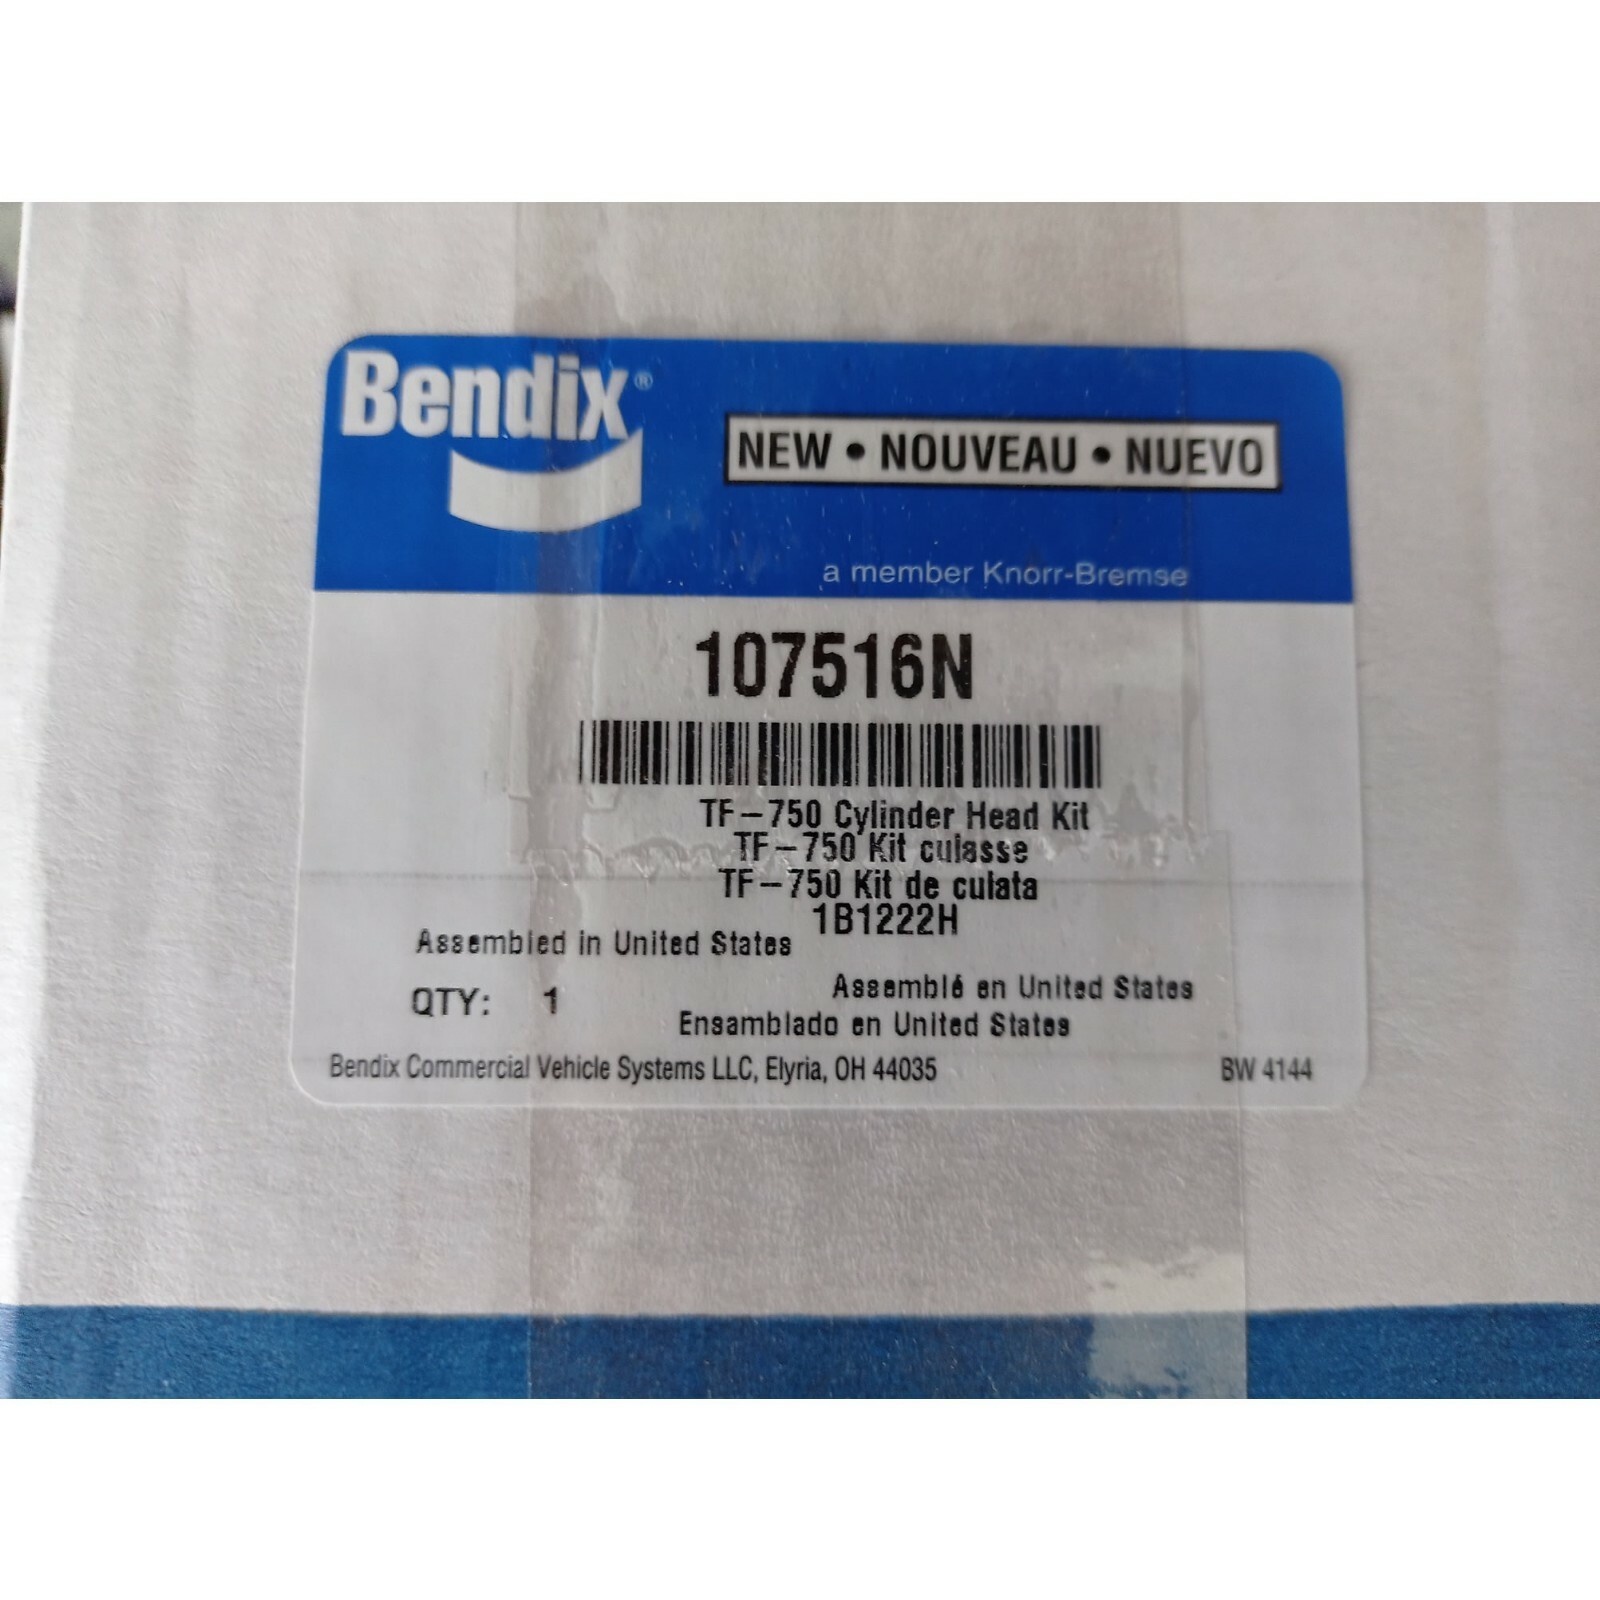 Bendix®
NEW • NOUVEAU • NUEVO
a member Knorr-Bremse
107516N
TF-750 Cylinder Head Kit
TF-750 Kit culasse
TF-750 Kit de culata
1B1222H
Assembled in United States
Assemblé en United States
QTY: 1
Ensamblado en United States
Bendix Commercial Vehicle Systems LLC, Elyria, OH 44035
BW 4144